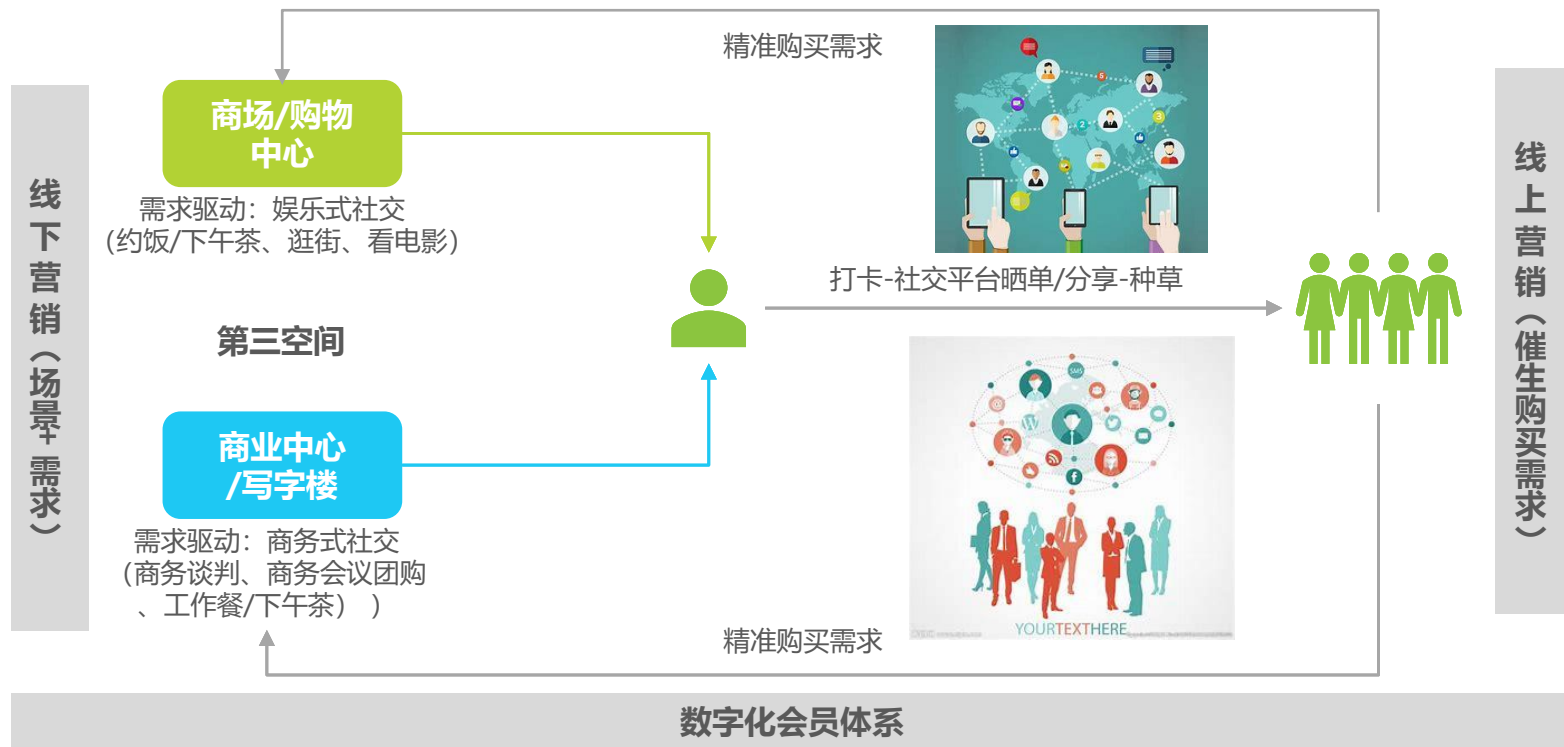 精准购买需求
商场/购物
中心
需求驱动：娱乐式社交
（约饭/下午茶、逛街、看电影）
线下营销（场景+需求）
第三空间
打卡-社交平台晒单/分享-种草
线上营销（催生购买需求）
商业中心
/写字楼
需求驱动：商务式社交
（商务谈判、商务会议团购
、工作餐/下午茶））
5
2
3
SMS
YOURTEXTHERE
精准购买需求
数字化会员体系